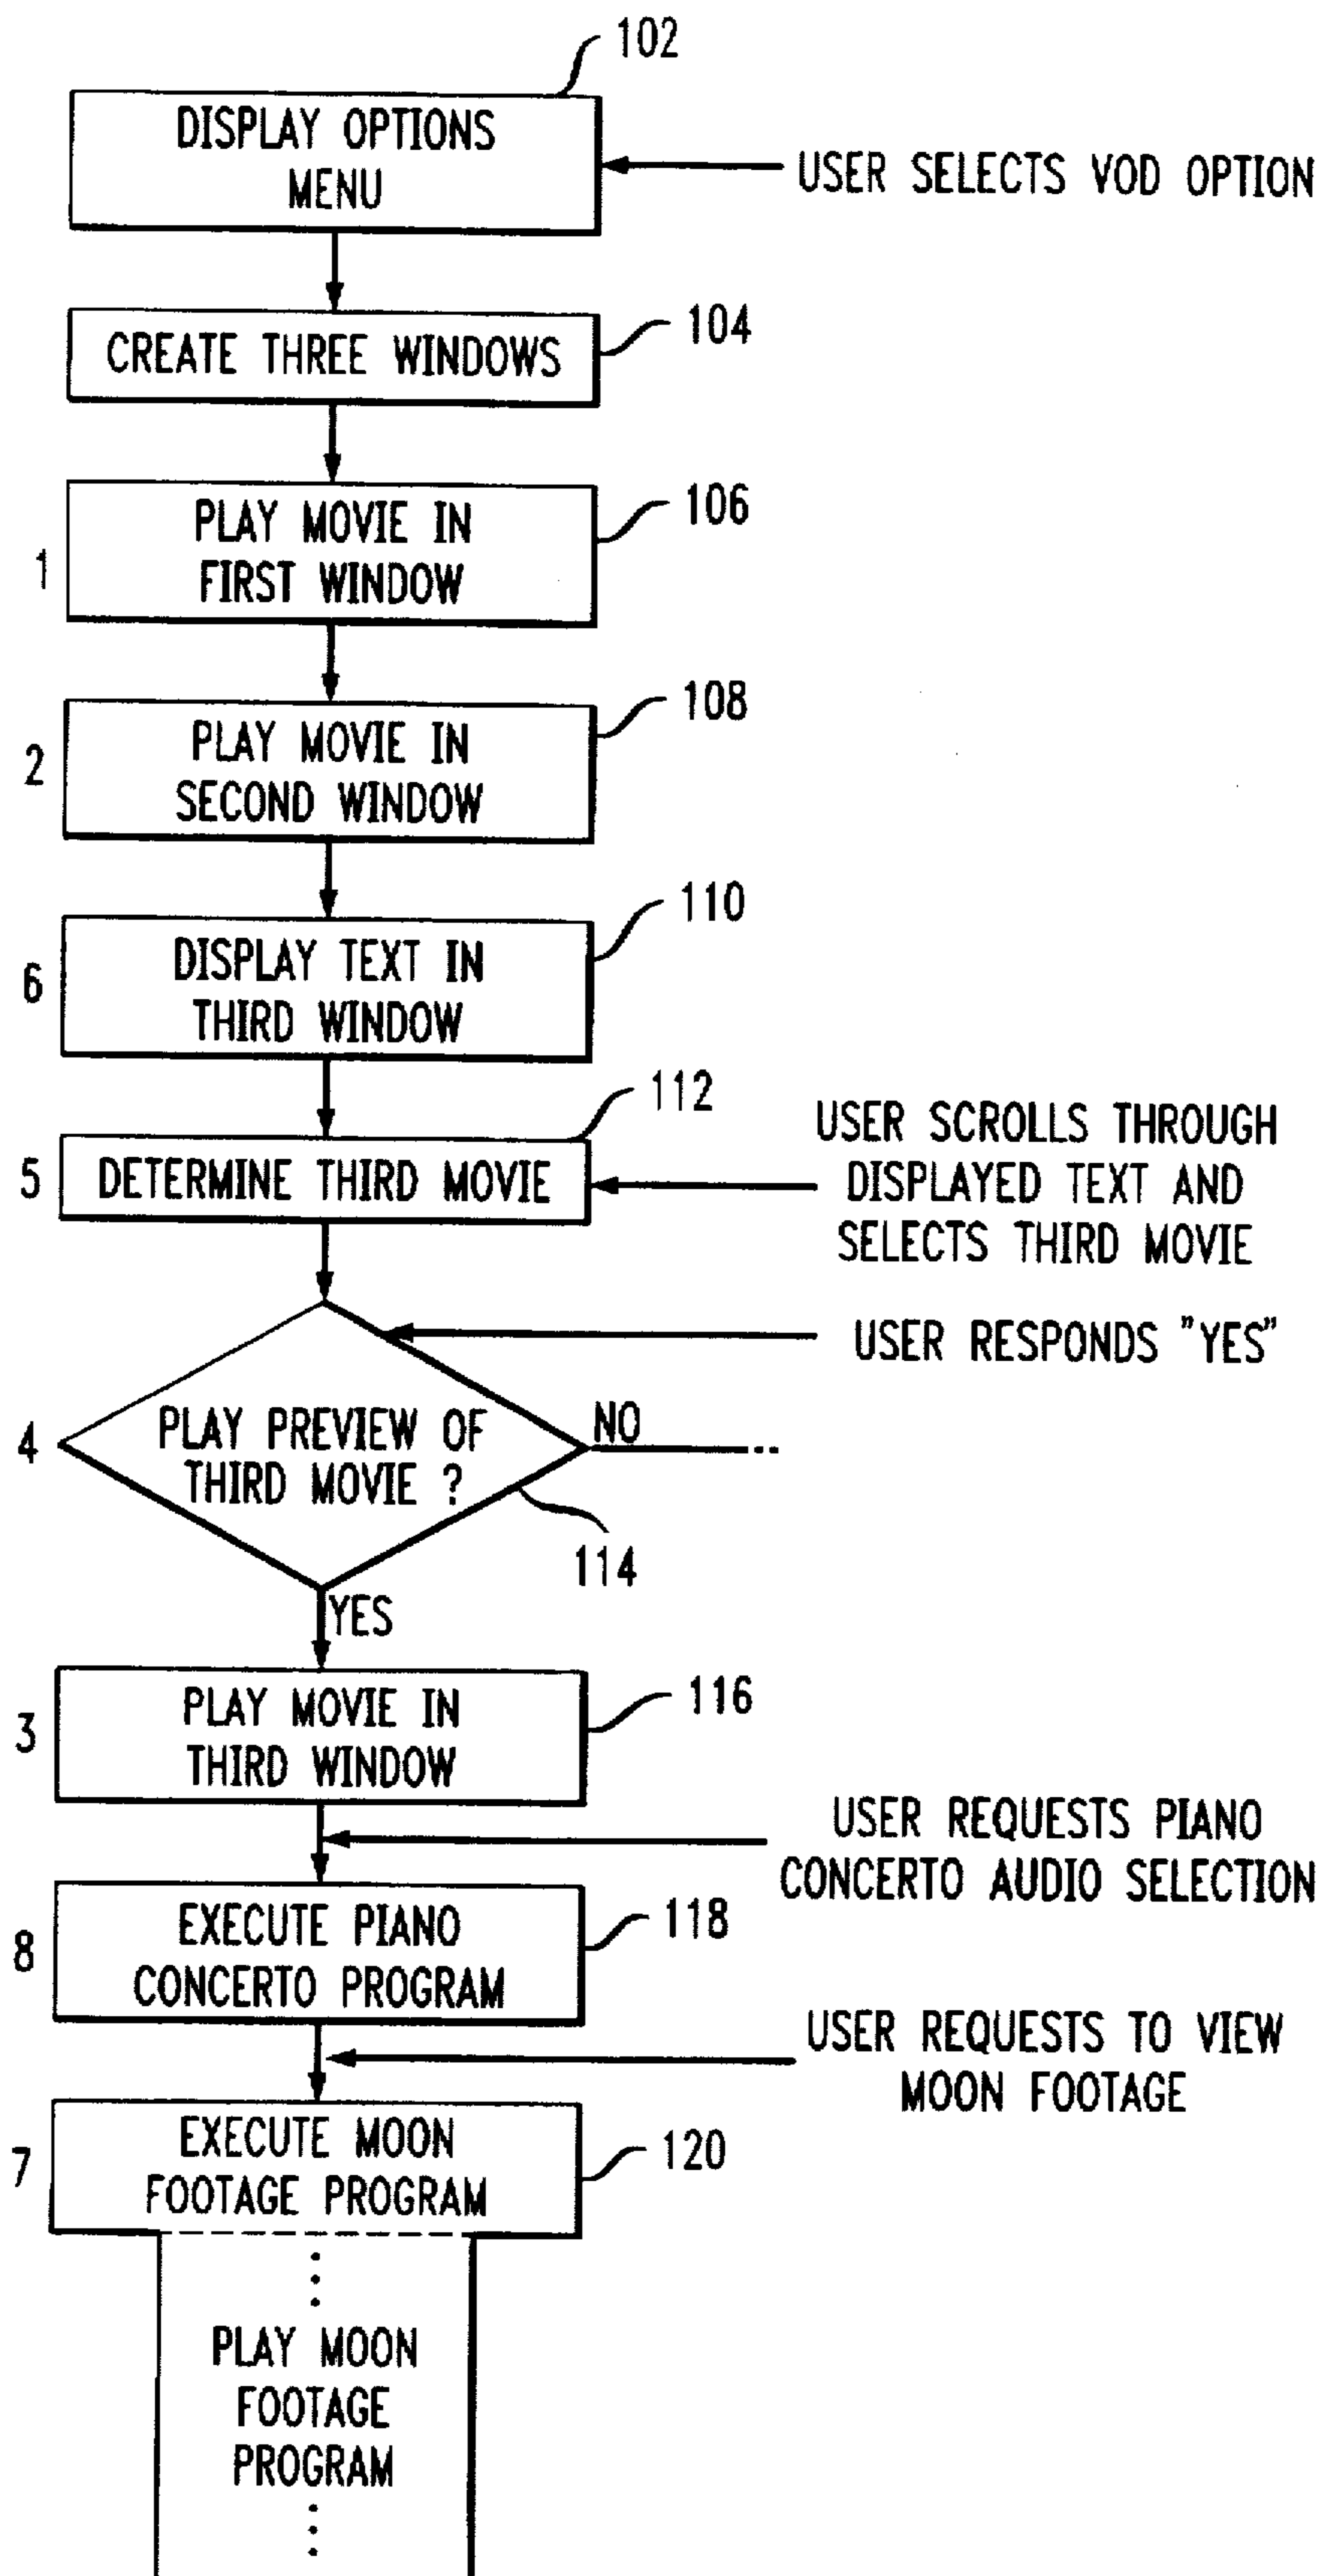 102
DISPLAY OPTIONS
MENU
USER SELECTS VOD OPTION
104
CREATE THREE WINDOWS
106
1
PLAY MOVIE IN
FIRST WINDOW
108
2
PLAY MOVIE IN
SECOND WINDOW
110
6
DISPLAY TEXT IN
THIRD WINDOW
112
5
DETERMINE THIRD MOVIE
USER SCROLLS THROUGH
DISPLAYED TEXT AND
SELECTS THIRD MOVIE
USER RESPONDS "YES"
4
PLAY PREVIEW OF
THIRD MOVIE ?
NO
114
YES
116
3
PLAY MOVIE IN
THIRD WINDOW
USER REQUESTS PIANO
CONCERTO AUDIO SELECTION
118
8
EXECUTE PIANO
CONCERTO PROGRAM
USER REQUESTS TO VIEW
MOON FOOTAGE
120
7
EXECUTE MOON
FOOTAGE PROGRAM
PLAY MOON
FOOTAGE
PROGRAM